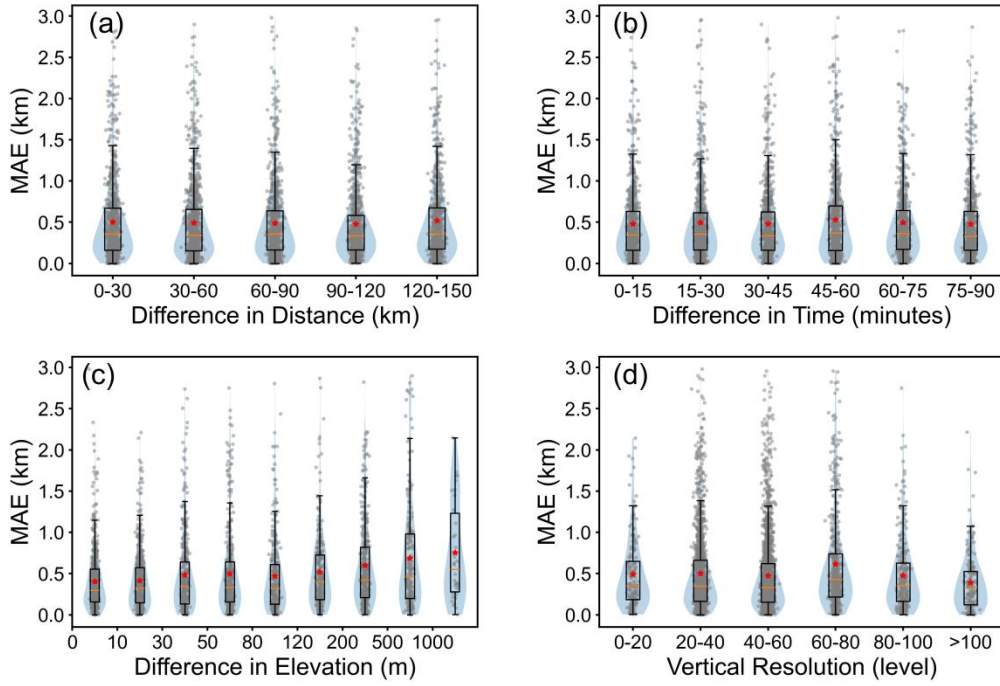 (a)
MAE (km)
3.0
2.5
2.0
1.5
1.0
0.5
0.0
0-30 30-60 60-90 90-120 120-150
Difference in Distance (km)
(b)
MAE (km)
3.0
2.5
2.0
1.5
1.0
0.5
0.0
0-15 15-30 30-45 45-60 60-75 75-90
Difference in Time (minutes)
(c)
MAE (km)
3.0
2.5
2.0
1.5
1.0
0.5
0.0
0 10 30 50 80 120 200 500 1000
Difference in Elevation (m)
(d)
MAE (km)
3.0
2.5
2.0
1.5
1.0
0.5
0.0
0-20 20-40 40-60 60-80 80-100 >100
Vertical Resolution (level)